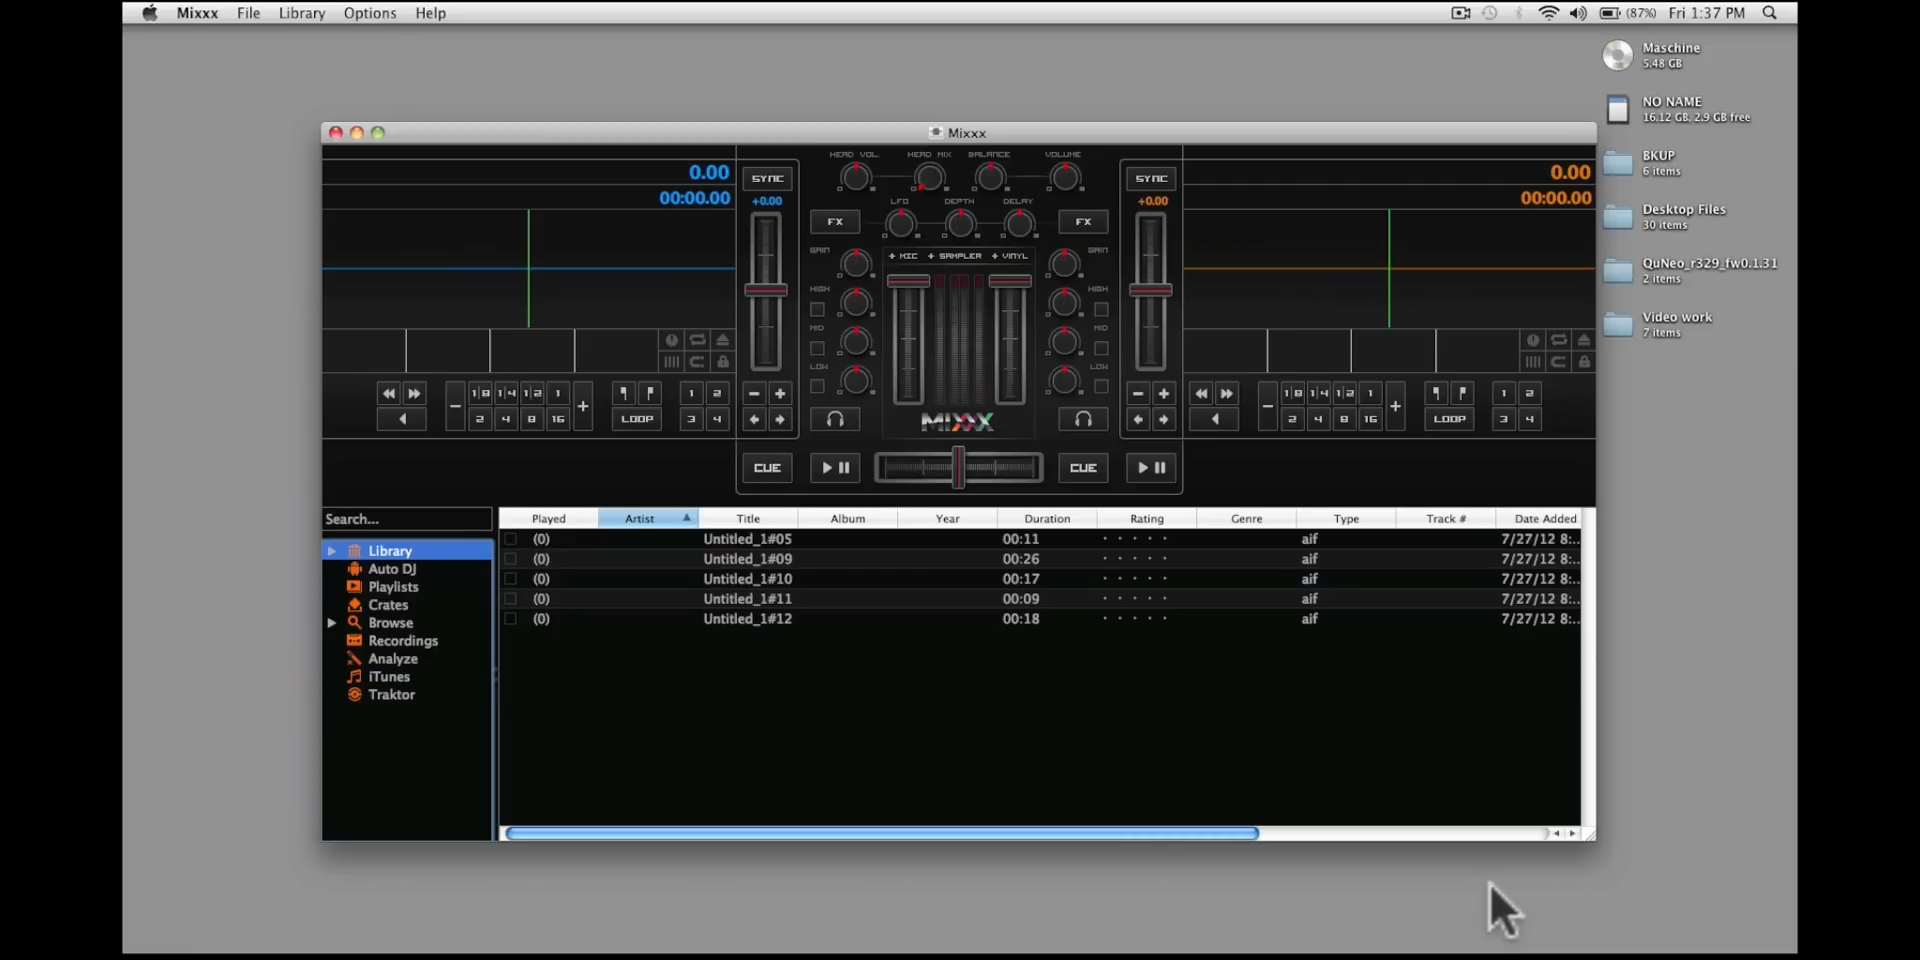 Mixxx File Library Options Help (87%) Fri 1:37 PM
Maschine
5.48 GB
NO NAME
16.12 GB, 2.9 GB free
BKUP
6 items
Desktop Files
30 items
QuNeo_r329_fw0.1.31
2 items
Video work
7 items
Mixxx
HEAD VOL. HEAD MIX BALANCE VOLUME
0.00 SYNC SYNC 0.00
00:00.00 +0.00 LFO DEPTH DELAY +0.00 00:00.00
FX FX
GAIN + MIC + SAMPLER + VINYL GAIN
HIGH HIGH
MID MID
LOW LOW
− 1|8 1|4 1|2 1 + 1 2 − + − + − 1|8 1|4 1|2 1 + 1 2
2 4 8 16 LOOP 3 4 MIXXX 2 4 8 16 LOOP 3 4
CUE CUE
Search... Played Artist Title Album Year Duration Rating Genre Type Track # Date Added
(0) Untitled_1#05 00:11 aif 7/27/12 8:..
(0) Untitled_1#09 00:26 aif 7/27/12 8:..
(0) Untitled_1#10 00:17 aif 7/27/12 8:..
(0) Untitled_1#11 00:09 aif 7/27/12 8:..
(0) Untitled_1#12 00:18 aif 7/27/12 8:..
Library
Auto DJ
Playlists
Crates
Browse
Recordings
Analyze
iTunes
Traktor